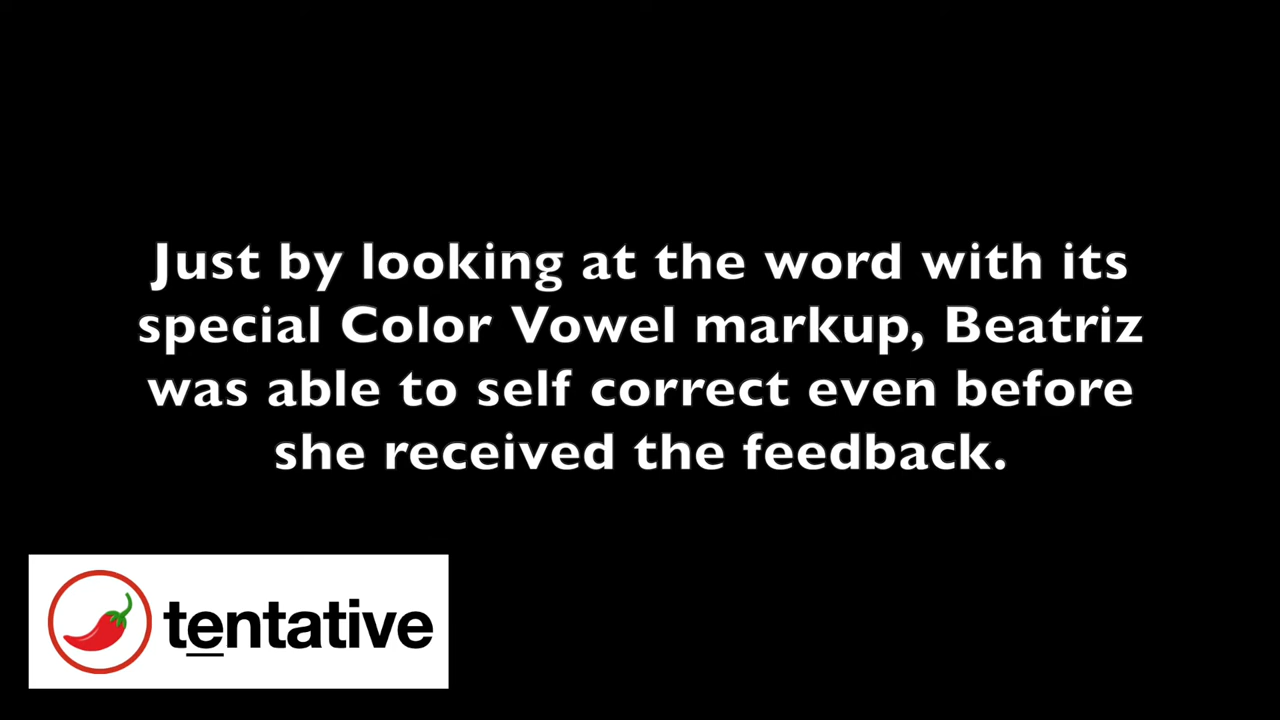 Just by looking at the word with its
special Color Vowel markup, Beatriz
was able to self correct even before
she received the feedback.
tentative